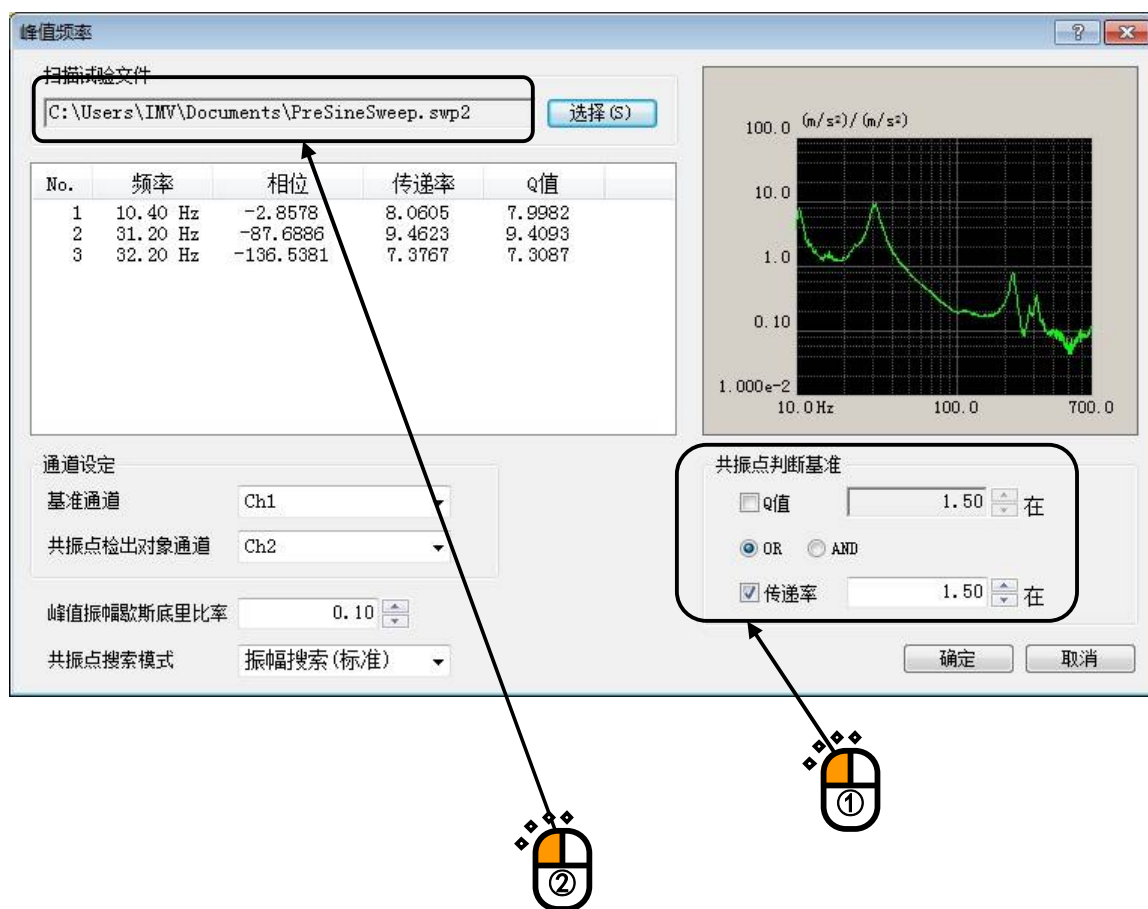 峰值频率
扫描试验文件
C:\Users\IMV\Documents\PreSineSweep.swp2 选择(S)
No. 频率 相位 传递率 Q值
1 10.40 Hz -2.8578 8.0605 7.9982
2 31.20 Hz -87.6886 9.4623 9.4093
3 32.20 Hz -136.5381 7.3767 7.3087
(m/s²)/(m/s²)
100.0
10.0
1.0
0.10
1.000e-2
10.0Hz 100.0 700.0
通道设定
基准通道 Ch1
共振点检出对象通道 Ch2
峰值振幅歇斯底里比率 0.10
共振点搜索模式 振幅搜索(标准)
共振点判断基准
Q值 1.50 在
OR AND
传递率 1.50 在
确定 取消
①
②